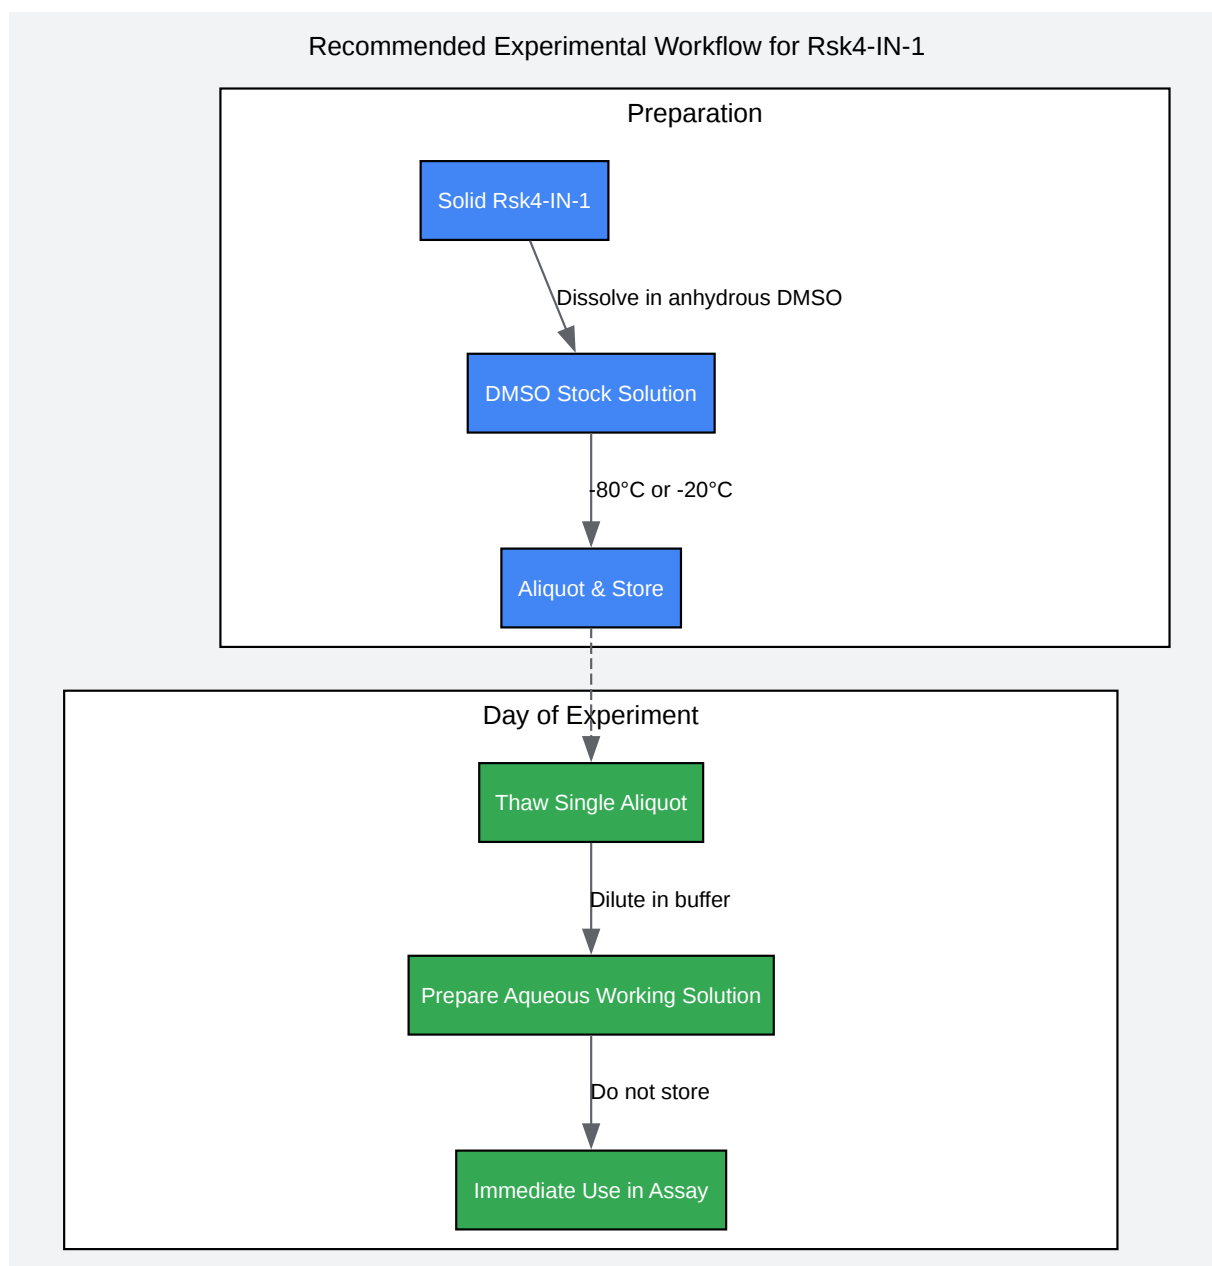 Recommended Experimental Workflow for Rsk4-IN-1
Preparation
Solid Rsk4-IN-1
Dissolve in anhydrous DMSO
DMSO Stock Solution
-80°C or -20°C
Aliquot & Store
Day of Experiment
Thaw Single Aliquot
Dilute in buffer
Prepare Aqueous Working Solution
Do not store
Immediate Use in Assay